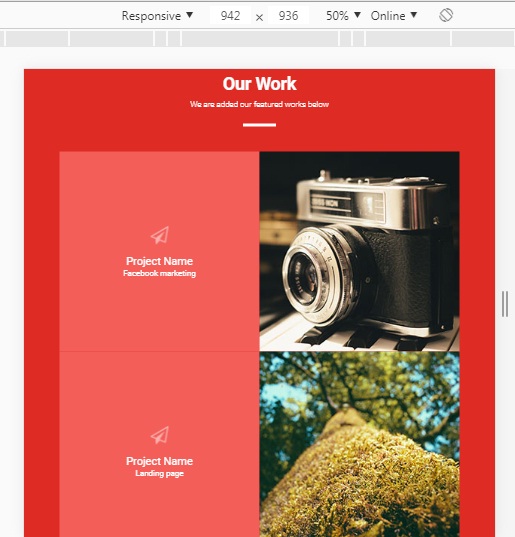 Responsive ▼ 942 × 936 50% ▼ Online ▼
Our Work
We are added our featured works below
Project Name
Facebook marketing
Project Name
Landing page